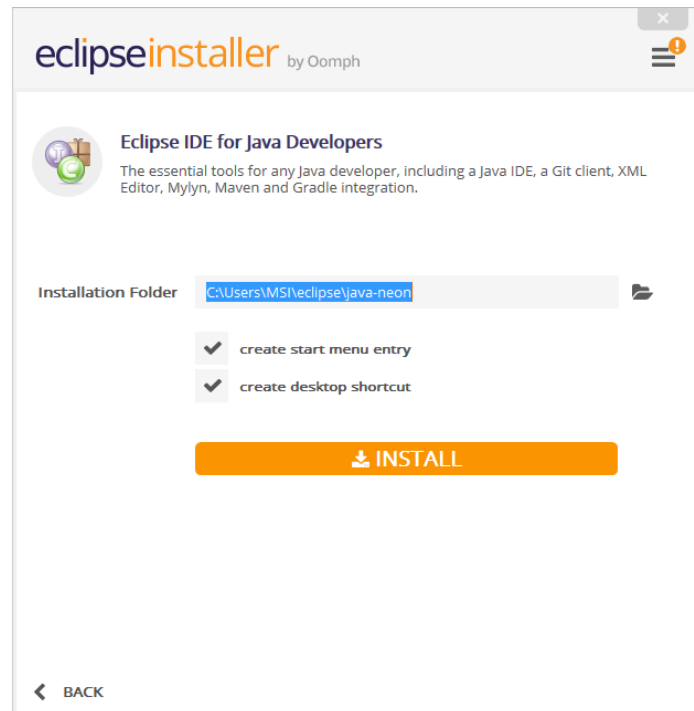 eclipseinstaller by Oomph
Eclipse IDE for Java Developers
The essential tools for any Java developer, including a Java IDE, a Git client, XML
Editor, Mylyn, Maven and Gradle integration.
Installation Folder C:\Users\MSI\eclipse\java-neon
create start menu entry
create desktop shortcut
INSTALL
BACK